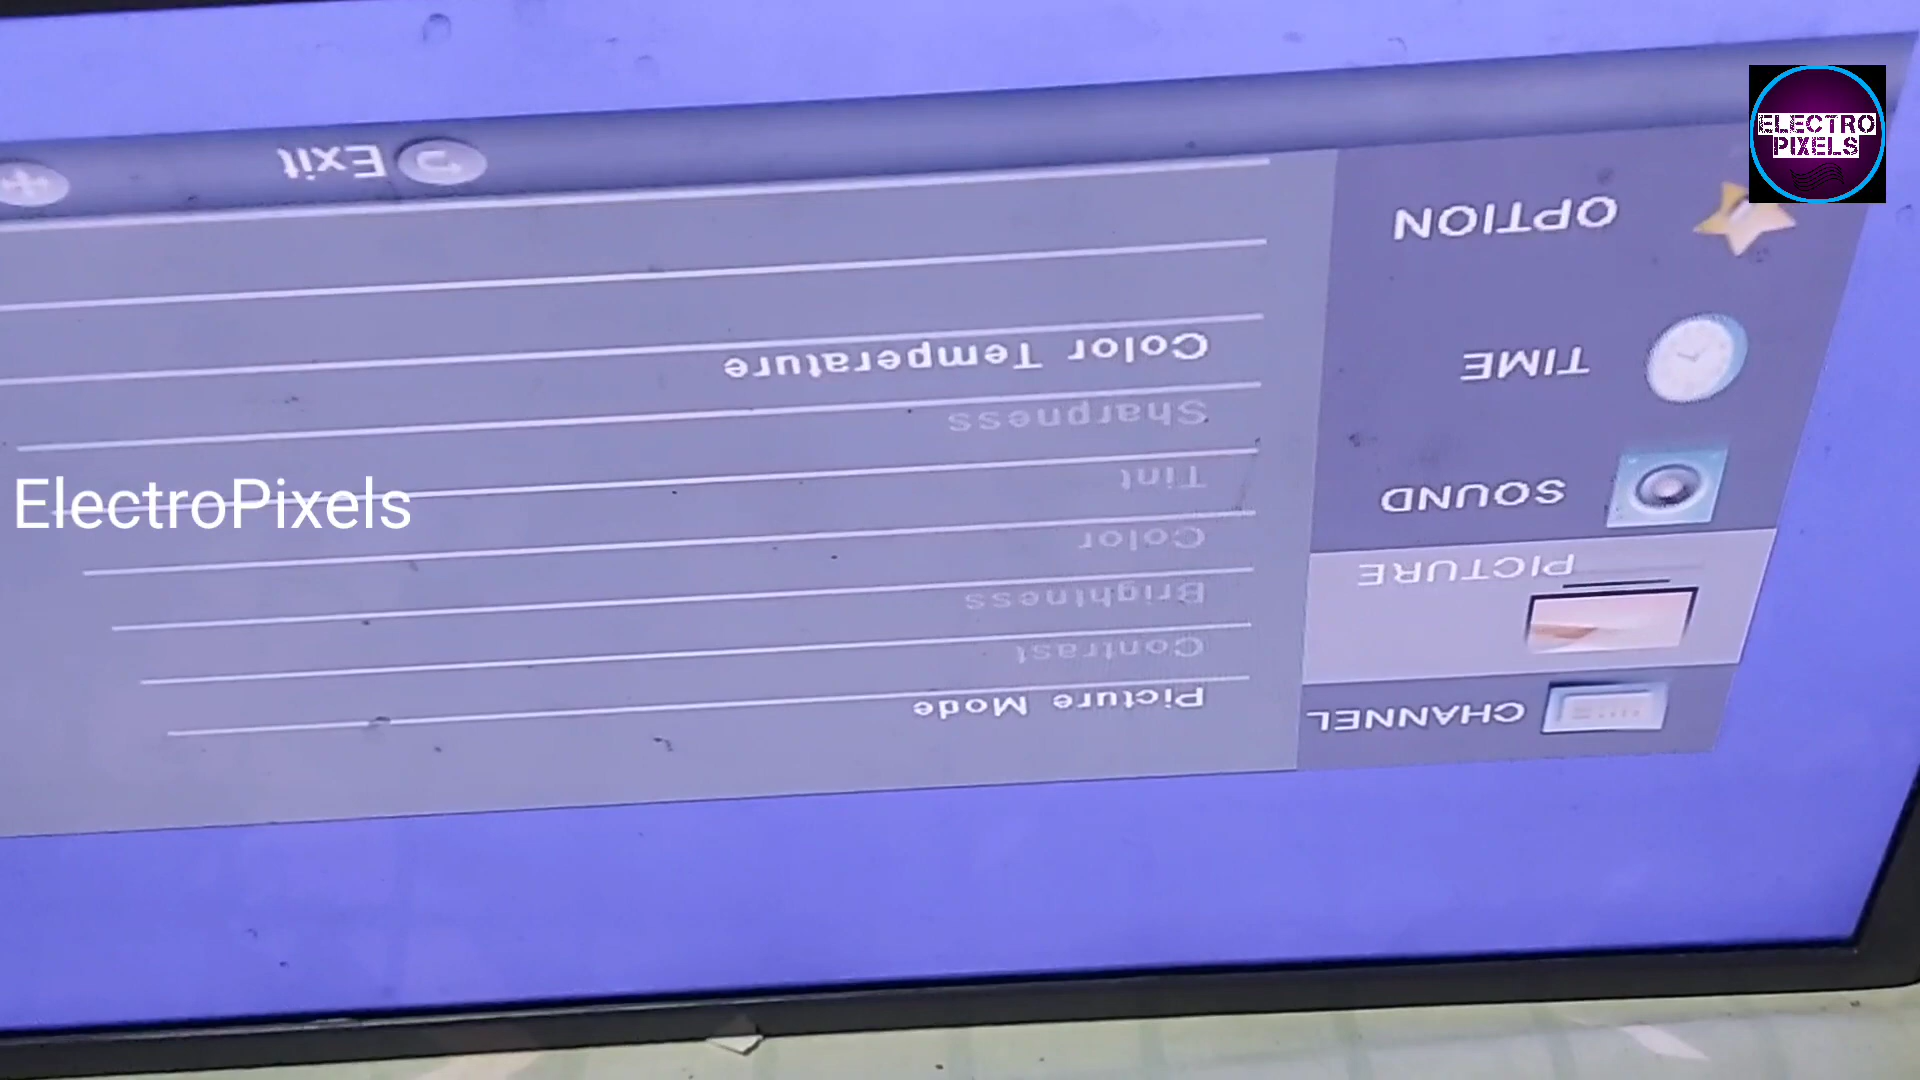 CHANNEL
PICTURE
SOUND
TIME
OPTION
Picture Mode
Contrast
Brightness
Color
Tint
Sharpness
Color Temperature
Exit
ElectroPixels
ELECTRO
PIXELS